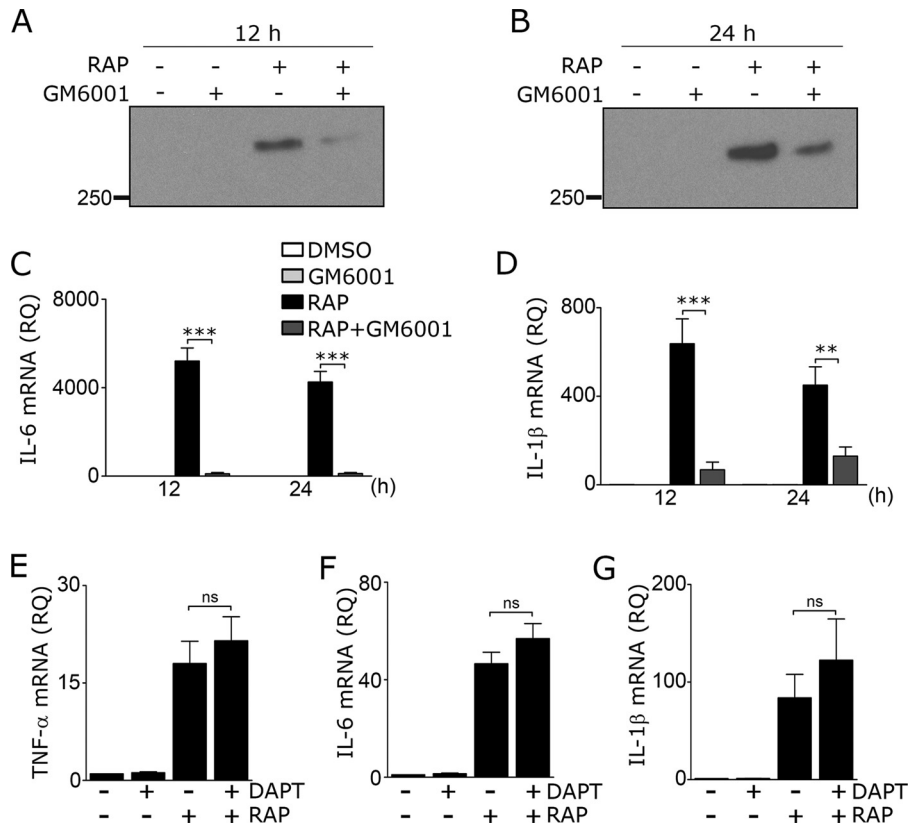 A
12 h
RAP - - + +
GM6001 - + - +
250
B
24 h
RAP - - + +
GM6001 - + - +
250
C
DMSO
GM6001
RAP
RAP+GM6001
IL-6 mRNA (RQ)
8000
4000
0
***
***
12 24 (h)
D
IL-1β mRNA (RQ)
800
400
0
***
**
12 24 (h)
E
TNF-α mRNA (RQ)
30
15
0
ns
- + - + DAPT
- - + + RAP
F
IL-6 mRNA (RQ)
80
40
0
ns
- + - + DAPT
- - + + RAP
G
IL-1β mRNA (RQ)
200
100
0
ns
- + - + DAPT
- - + + RAP